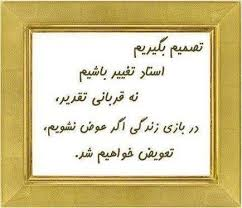 تصمیم بگیریم
استاد تغییر باشیم
نه قربانی تقدیر،
در بازی زندگی اگر عوض نشویم،
تعویض خواهیم شد.